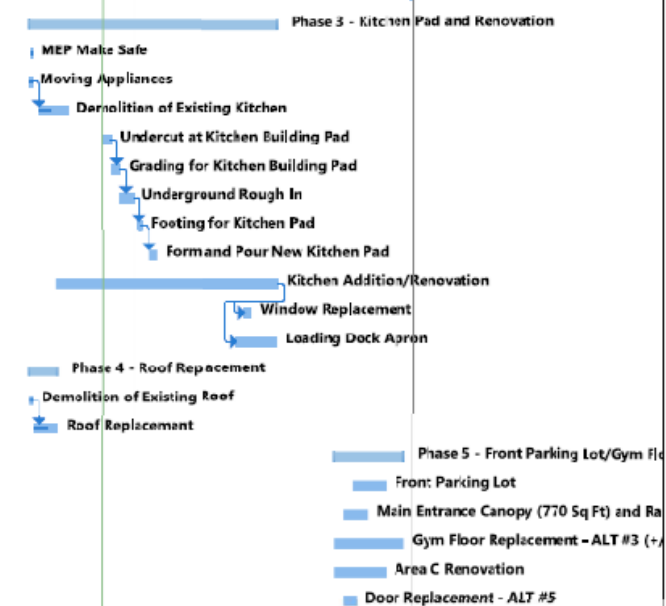 Phase 3 - Kitchen Pad and Renovation
MEP Make Safe
Moving Appliances
Demolition of Existing Kitchen
Undercut at Kitchen Building Pad
Grading for Kitchen Building Pad
Underground Rough In
Footing for Kitchen Pad
Form and Pour New Kitchen Pad
Kitchen Addition/Renovation
Window Replacement
Loading Dock Apron
Phase 4 - Roof Repacement
Demolition of Existing Roof
Roof Replacement
Phase 5 - Front Parking Lot/Gym Flo
Front Parking Lot
Main Entrance Canopy (770 Sq Ft) and Ra
Gym Floor Replacement - ALT #3 (+/
Area C Renovation
Door Replacement - ALT #5